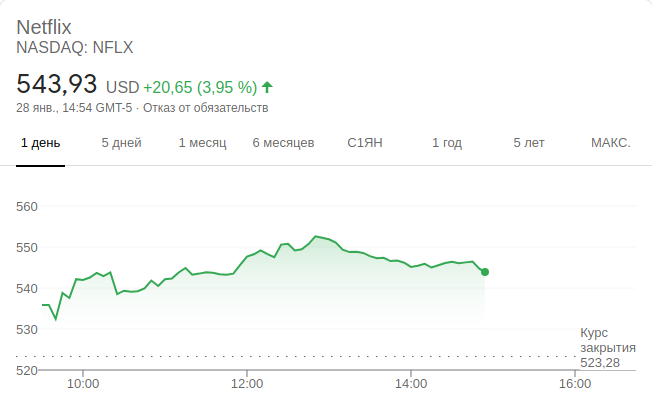 Netflix
NASDAQ: NFLX
543,93 USD +20,65 (3,95 %)
28 янв., 14:54 GMT-5 · Отказ от обязательств
1 день 5 дней 1 месяц 6 месяцев С1ЯН 1 год 5 лет МАКС.
560
550
540
530
520
Курс
закрытия
523,28
10:00 12:00 14:00 16:00